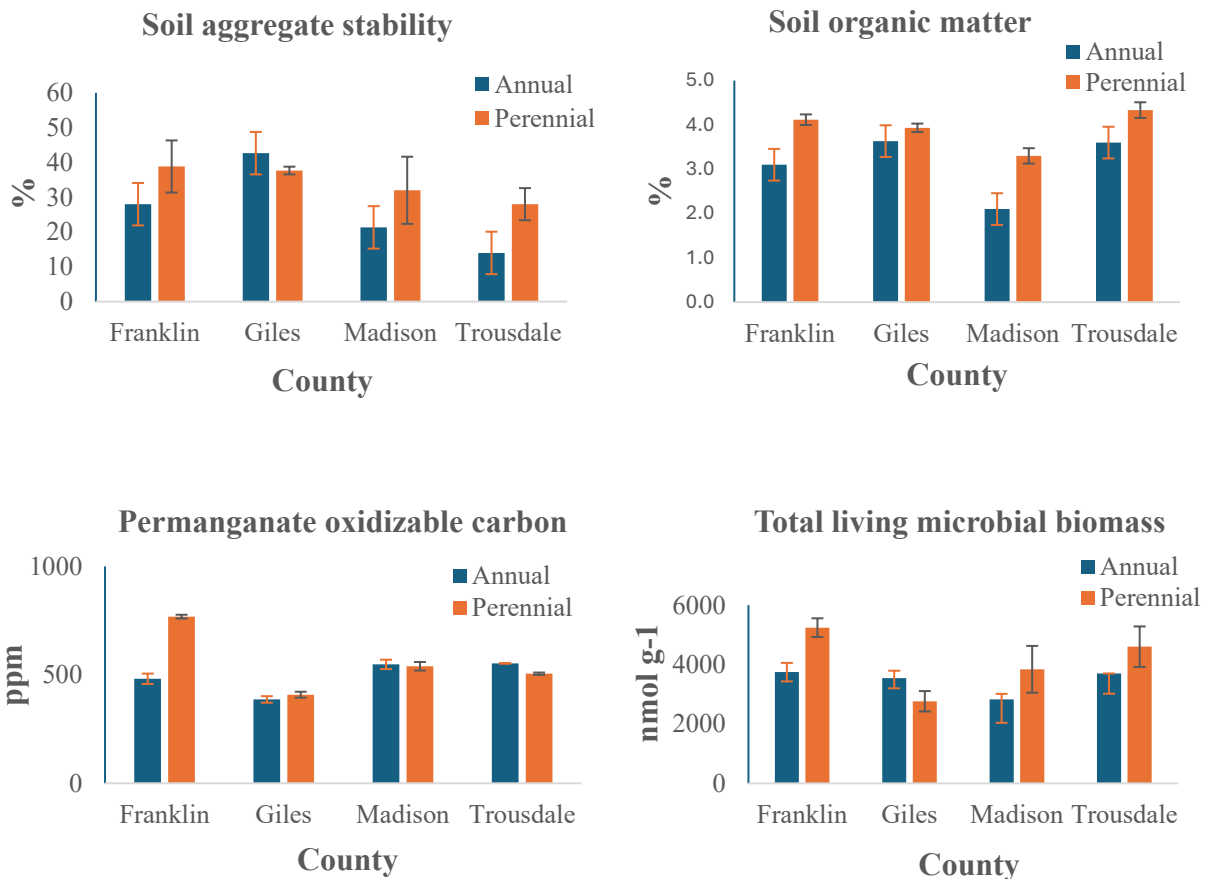 Soil aggregate stability
Annual
Perennial
60
50
40
30
20
10
0
%
Franklin Giles Madison Trousdale
County
Soil organic matter
Annual
Perennial
5.0
4.0
3.0
2.0
1.0
0.0
%
Franklin Giles Madison Trousdale
County
Permanganate oxidizable carbon
Annual
Perennial
1000
500
0
ppm
Franklin Giles Madison Trousdale
County
Total living microbial biomass
Annual
Perennial
6000
4000
2000
0
nmol g-1
Franklin Giles Madison Trousdale
County